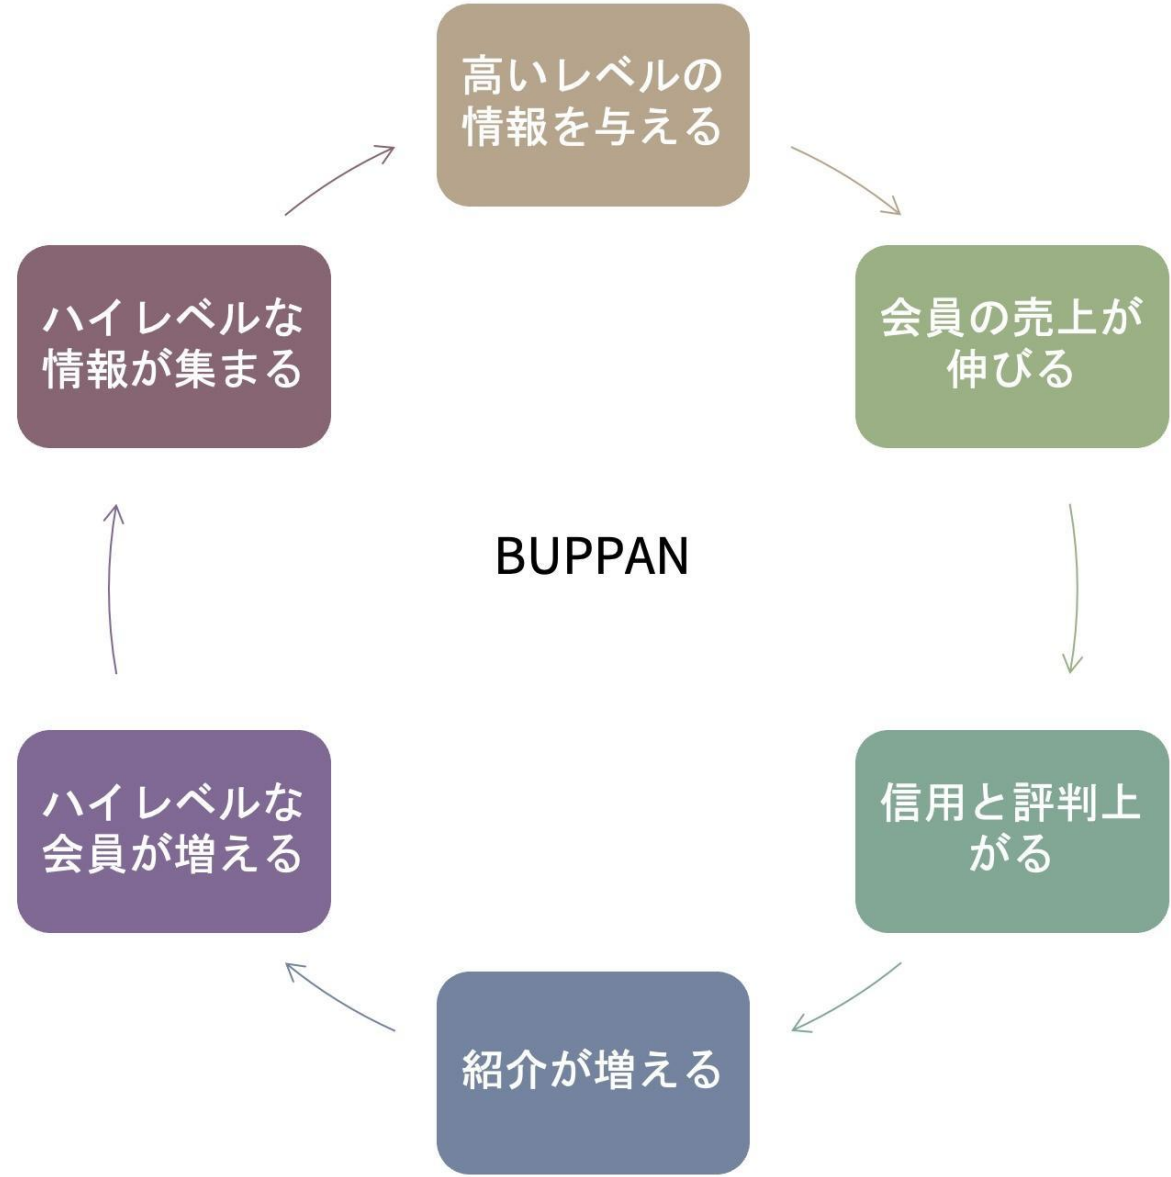 高いレベルの
情報を与える
会員の売上が
伸びる
信用と評判上
がる
紹介が増える
ハイレベルな
会員が増える
ハイレベルな
情報が集まる
BUPPAN